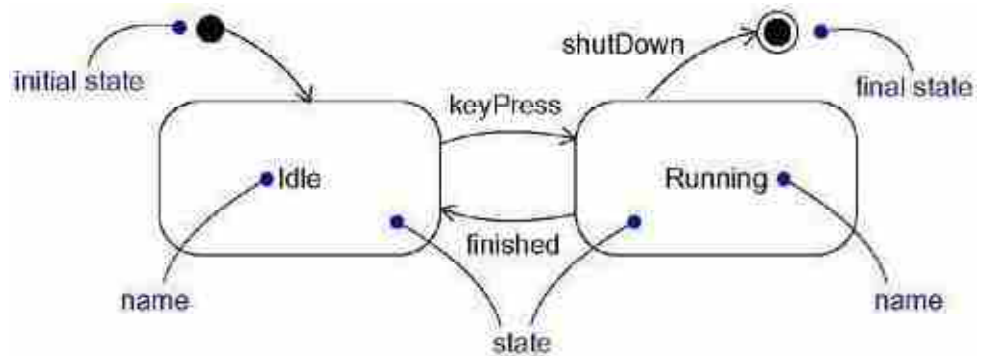 shutDown
initial state
final state
keyPress
Idle
Running
finished
name
name
state